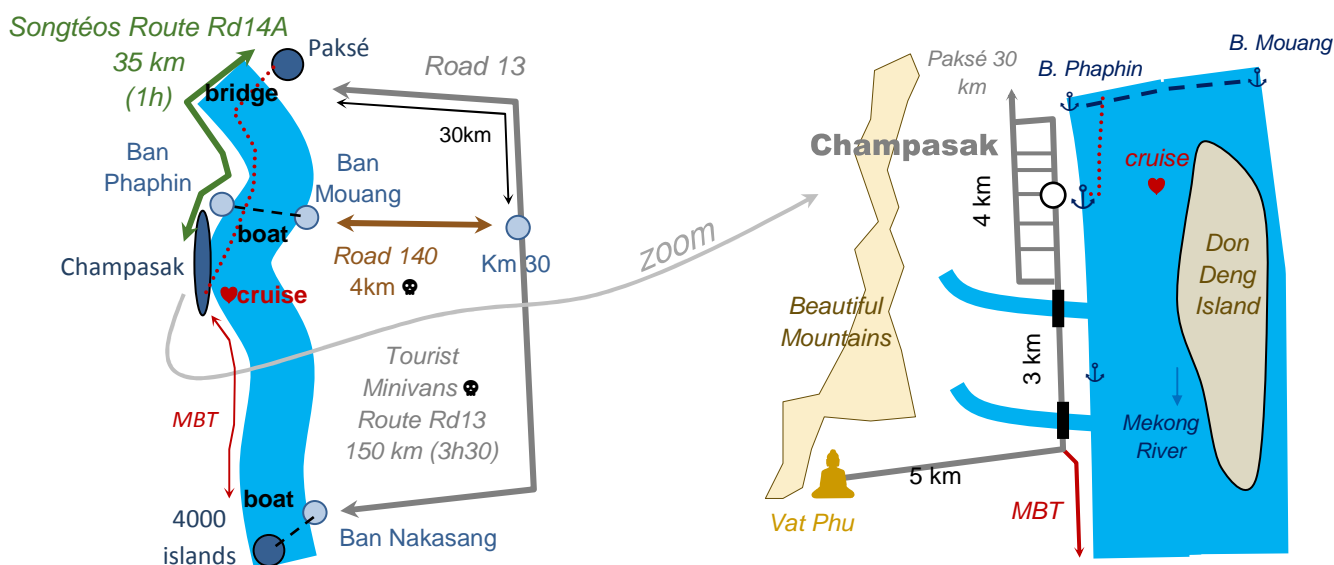 Songtéos Route Rd14A
35 km
(1h)
Paksé
bridge
Road 13
30km
Ban
Phaphin
Ban
Mouang
boat
Road 140
4km
Km 30
Champasak
cruise
zoom
Tourist
Minivans
Route Rd13
150 km (3h30)
MBT
boat
4000
islands
Ban Nakasang
Paksé 30
km
B. Phaphin
B. Mouang
Champasak
cruise
4 km
Don
Deng
Island
Beautiful
Mountains
3 km
Mekong
River
5 km
Vat Phu
MBT